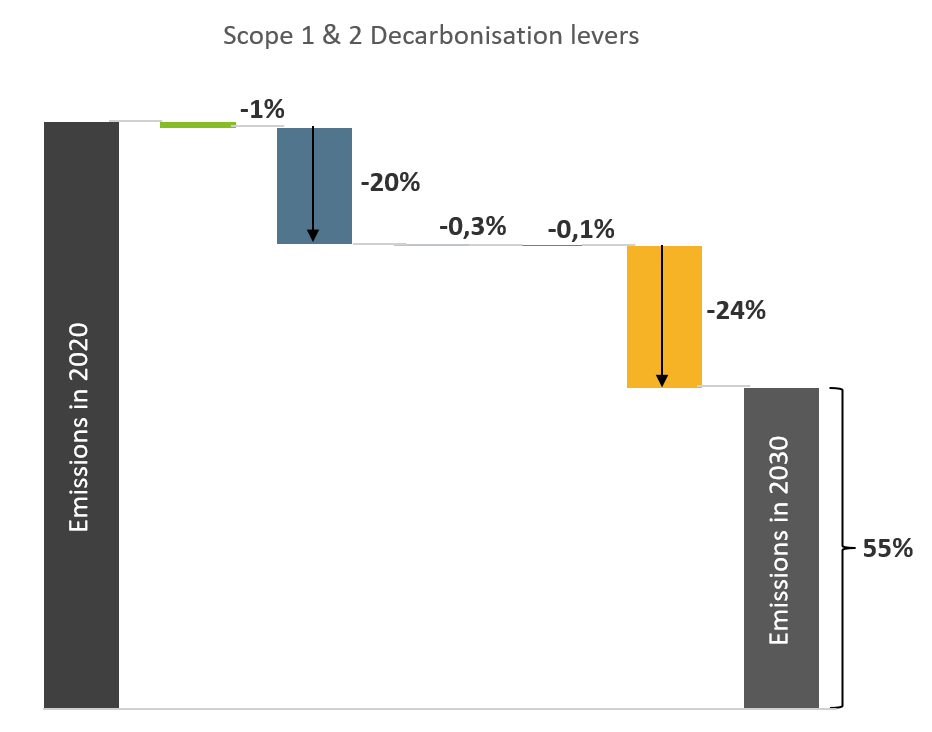 Scope 1 & 2 Decarbonisation levers
-1%
-20%
-0,3%
-0,1%
-24%
Emissions in 2020
Emissions in 2030
55%